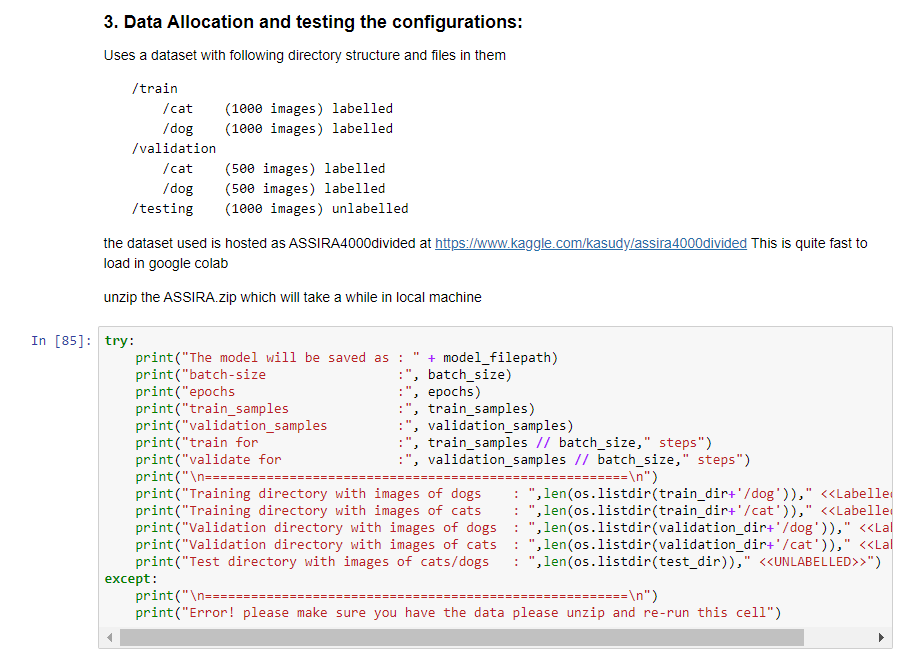 3. Data Allocation and testing the configurations:
Uses a dataset with following directory structure and files in them
/train
    /cat    (1000 images) labelled
    /dog    (1000 images) labelled
/validation
    /cat    (500 images) labelled
    /dog    (500 images) labelled
/testing    (1000 images) unlabelled
the dataset used is hosted as ASSIRA4000divided at https://www.kaggle.com/kasudy/assira4000divided This is quite fast to
load in google colab
unzip the ASSIRA.zip which will take a while in local machine
In [85]: try:
    print("The model will be saved as : " + model_filepath)
    print("batch-size                 :", batch_size)
    print("epochs                     :", epochs)
    print("train_samples              :", train_samples)
    print("validation_samples         :", validation_samples)
    print("train for                  :", train_samples // batch_size," steps")
    print("validate for               :", validation_samples // batch_size," steps")
    print("\n=======================================================\n")
    print("Training directory with images of dogs    : ",len(os.listdir(train_dir+'/dog'))," <<Labelle
    print("Training directory with images of cats    : ",len(os.listdir(train_dir+'/cat'))," <<Labelle
    print("Validation directory with images of dogs  : ",len(os.listdir(validation_dir+'/dog'))," <<La
    print("Validation directory with images of cats  : ",len(os.listdir(validation_dir+'/cat'))," <<La
    print("Test directory with images of cats/dogs   : ",len(os.listdir(test_dir))," <<UNLABELLED>>")
except:
    print("\n=======================================================\n")
    print("Error! please make sure you have the data please unzip and re-run this cell")